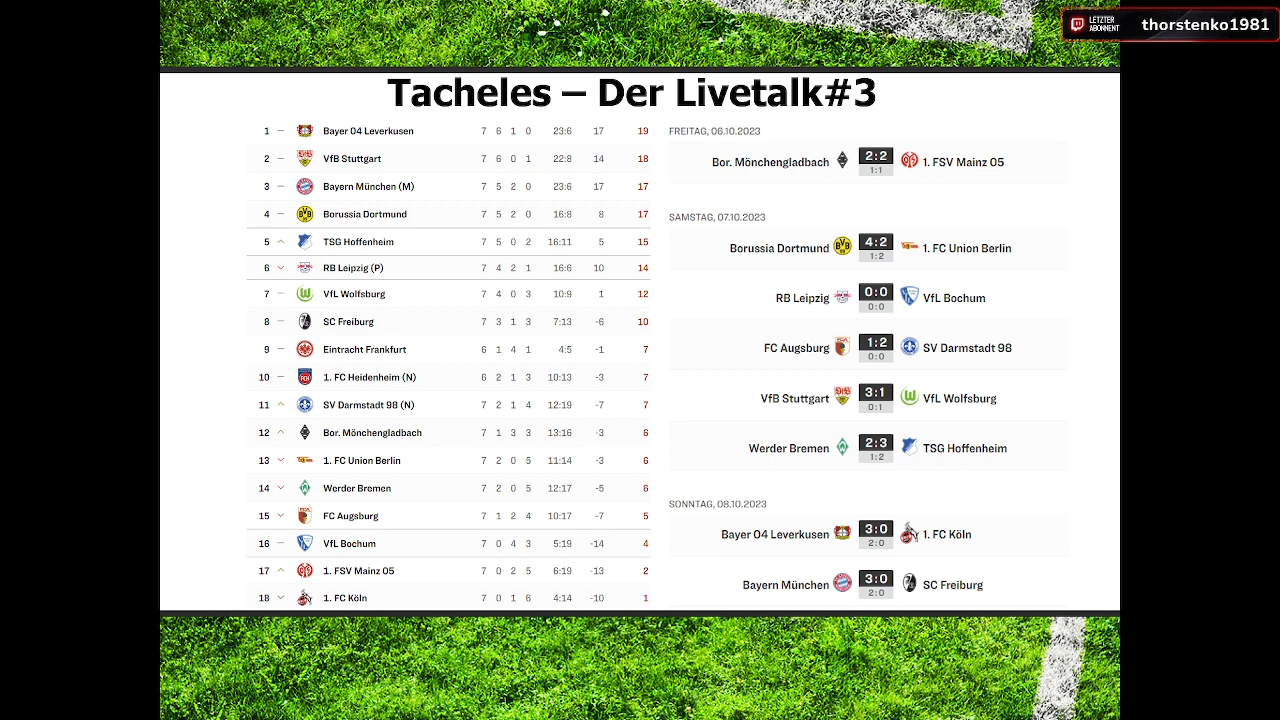 LETZTER ABONNENT
thorstenko1981
Tacheles – Der Livetalk#3
1 – Bayer 04 Leverkusen 7 6 1 0 23:6 17 19
2 – VfB Stuttgart 7 6 0 1 22:8 14 18
3 – Bayern München (M) 7 5 2 0 23:6 17 17
4 – Borussia Dortmund 7 5 2 0 16:8 8 17
5 TSG Hoffenheim 7 5 0 2 16:11 5 15
6 RB Leipzig (P) 7 4 2 1 16:6 10 14
7 – VfL Wolfsburg 7 4 0 3 10:9 1 12
8 – SC Freiburg 7 3 1 3 7:13 -6 10
9 – Eintracht Frankfurt 6 1 4 1 4:5 -1 7
10 – 1. FC Heidenheim (N) 6 2 1 3 10:13 -3 7
11 SV Darmstadt 98 (N) 7 2 1 4 12:19 -7 7
12 Bor. Mönchengladbach 7 1 3 3 13:16 -3 6
13 1. FC Union Berlin 7 2 0 5 11:14 -3 6
14 Werder Bremen 7 2 0 5 12:17 -5 6
15 FC Augsburg 7 1 2 4 10:17 -7 5
16 – VfL Bochum 7 0 4 3 5:19 -14 4
17 1. FSV Mainz 05 7 0 2 5 6:19 -13 2
18 1. FC Köln 7 0 1 6 4:14 -10 1
FREITAG, 06.10.2023
Bor. Mönchengladbach 2:2 1. FSV Mainz 05
1:1
SAMSTAG, 07.10.2023
Borussia Dortmund 4:2 1. FC Union Berlin
1:2
RB Leipzig 0:0 VfL Bochum
0:0
FC Augsburg 1:2 SV Darmstadt 98
0:0
VfB Stuttgart 3:1 VfL Wolfsburg
0:1
Werder Bremen 2:3 TSG Hoffenheim
1:2
SONNTAG, 08.10.2023
Bayer 04 Leverkusen 3:0 1. FC Köln
2:0
Bayern München 3:0 SC Freiburg
2:0